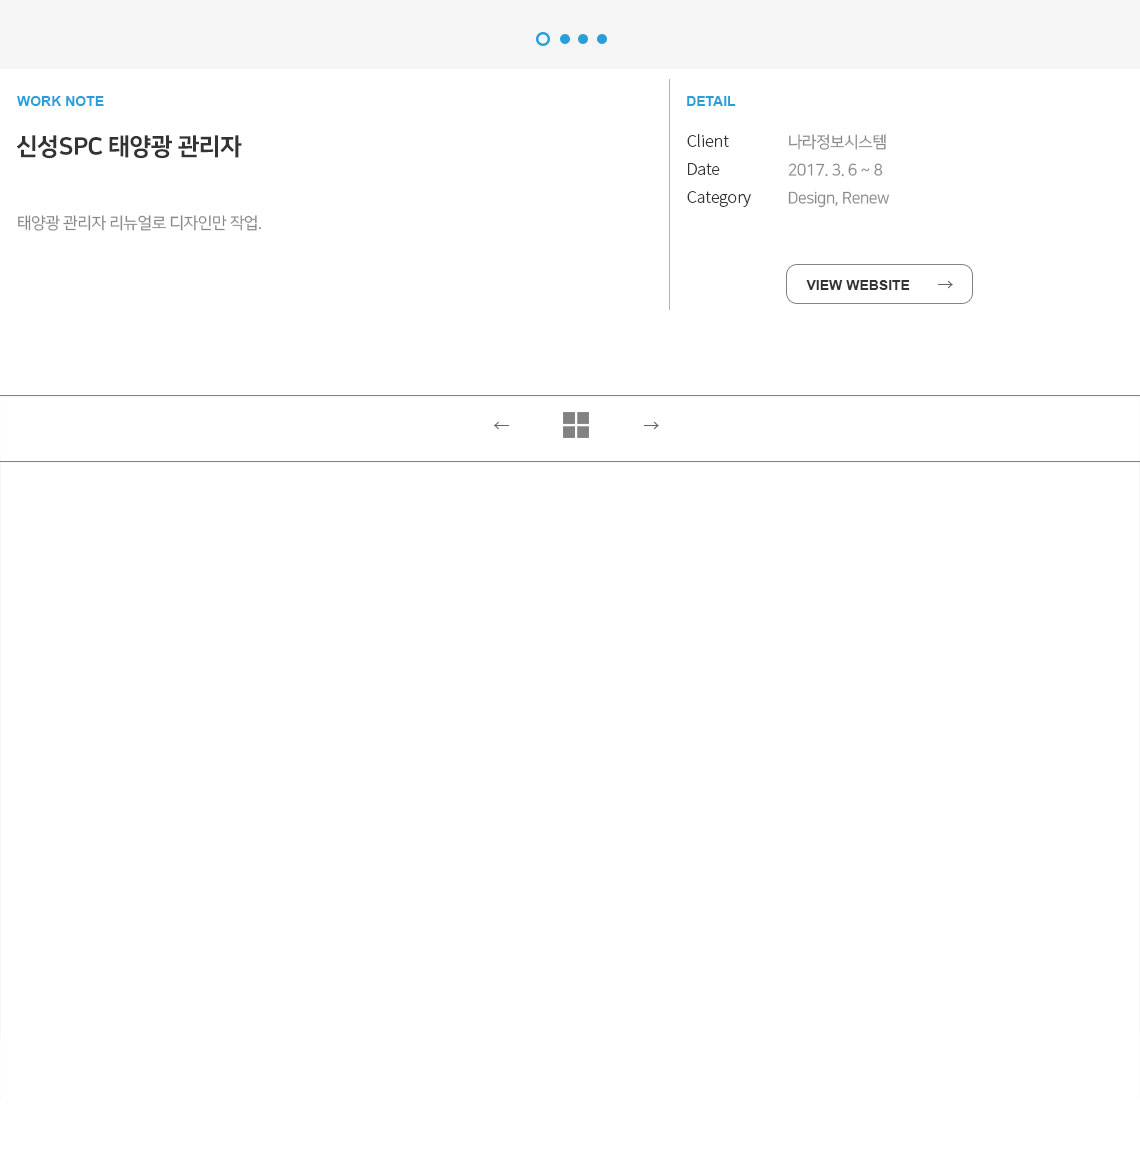 WORK NOTE
신성SPC 태양광 관리자
태양광 관리자 리뉴얼로 디자인만 작업.
DETAIL
Client 나라정보시스템
Date 2017. 3. 6 ~ 8
Category Design, Renew
VIEW WEBSITE →
← →